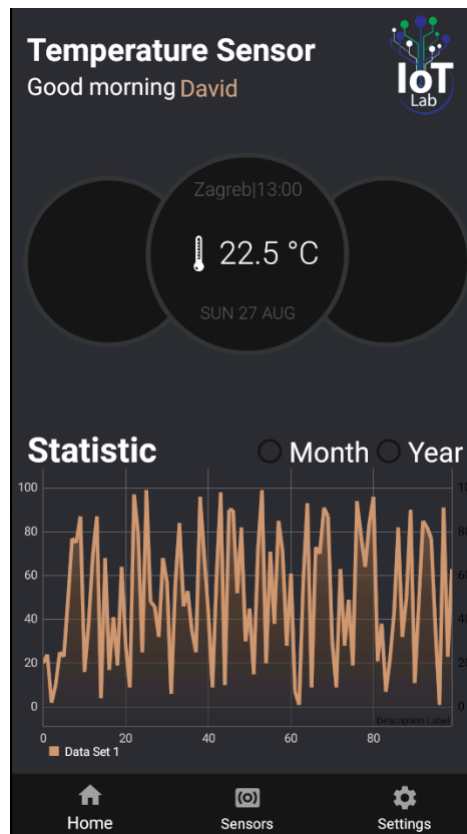 Temperature Sensor
Good morning David
IoT
Lab
Zagreb|13:00
22.5 °C
SUN 27 AUG
Statistic
Month
Year
100
80
60
40
20
0
0
20
40
60
80
Description Label
Data Set 1
Home
Sensors
Settings